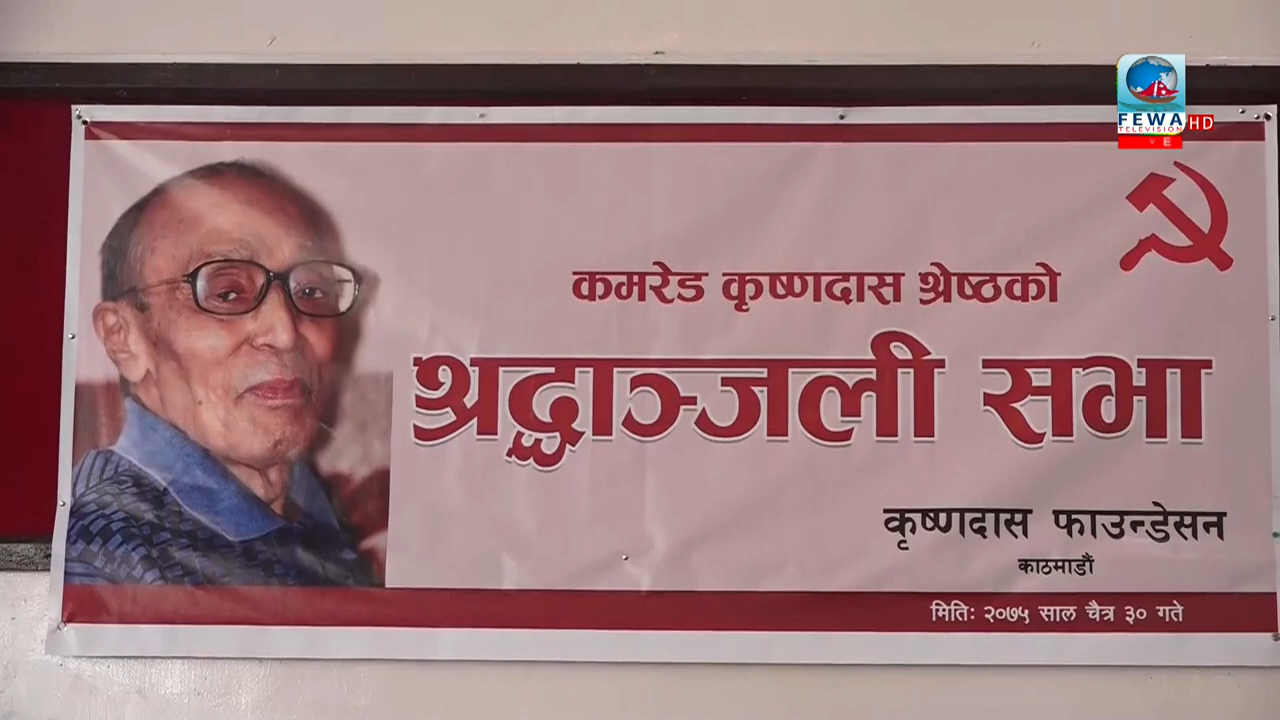 FEWA HD
TELEVISION
कमरेड कृष्णदास श्रेष्ठको
श्रद्धाञ्जली सभा
कृष्णदास फाउन्डेसन
काठमाडौं
मितिः २०७५ साल चैत्र ३० गते